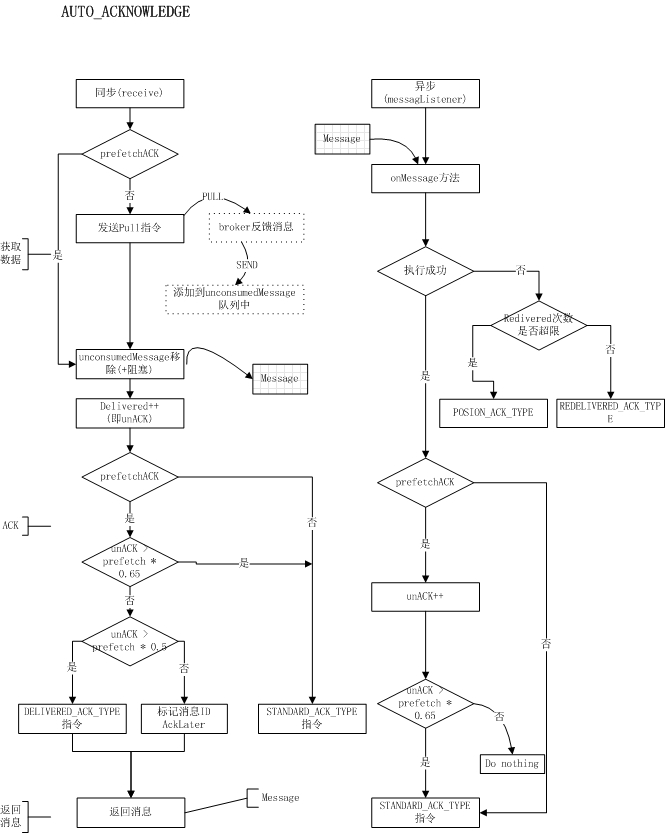 AUTO_ACKNOWLEDGE
同步(receive)
prefetchACK
否
发送Pull指令
PULL
broker反馈消息
SEND
添加到unconsumedMessage
队列中
获取
数据
是
unconsumedMessage移
除(+阻塞)
Message
Delivered++
(即unACK)
prefetchACK
是
否
ACK
unACK >
prefetch *
0.65
是
否
unACK >
prefetch * 0.5
是
否
DELIVERED_ACK_TYPE
指令
标记消息ID
AckLater
STANDARD_ACK_TYPE
指令
返回
消息
返回消息
Message
异步
(messagListener)
Message
onMessage方法
执行成功
否
Redivered次数
是否超限
是
否
POSION_ACK_TYPE
REDELIVERED_ACK_TYP
E
是
prefetchACK
是
否
unACK++
unACK >
prefetch *
0.65
否
Do nothing
是
STANDARD_ACK_TYPE
指令